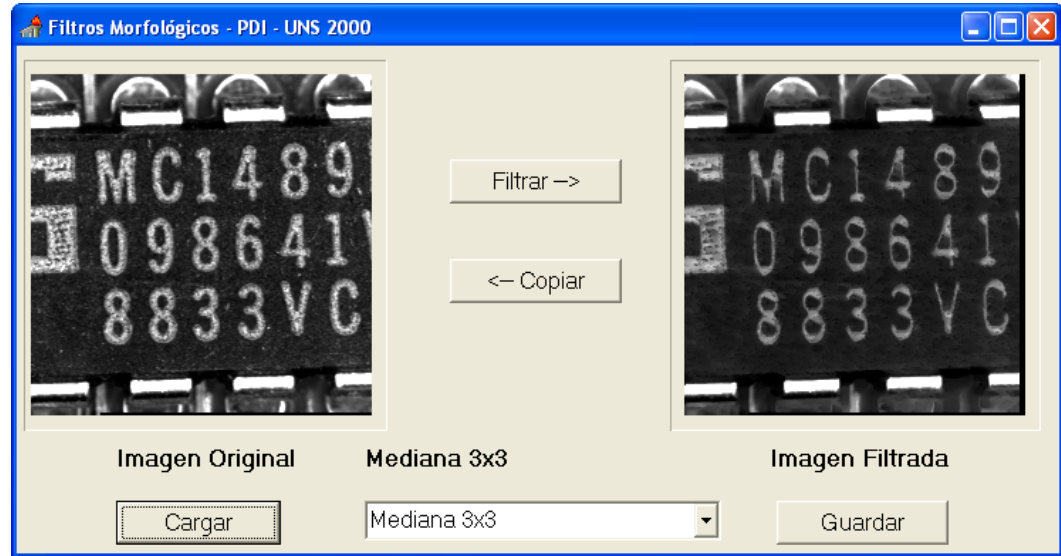 Filtros Morfológicos - PDI - UNS 2000
MC1489
098641
8833VC
Filtrar -->
<-- Copiar
MC1489
098641
8833VC
Imagen Original
Mediana 3x3
Imagen Filtrada
Cargar
Mediana 3x3
Guardar